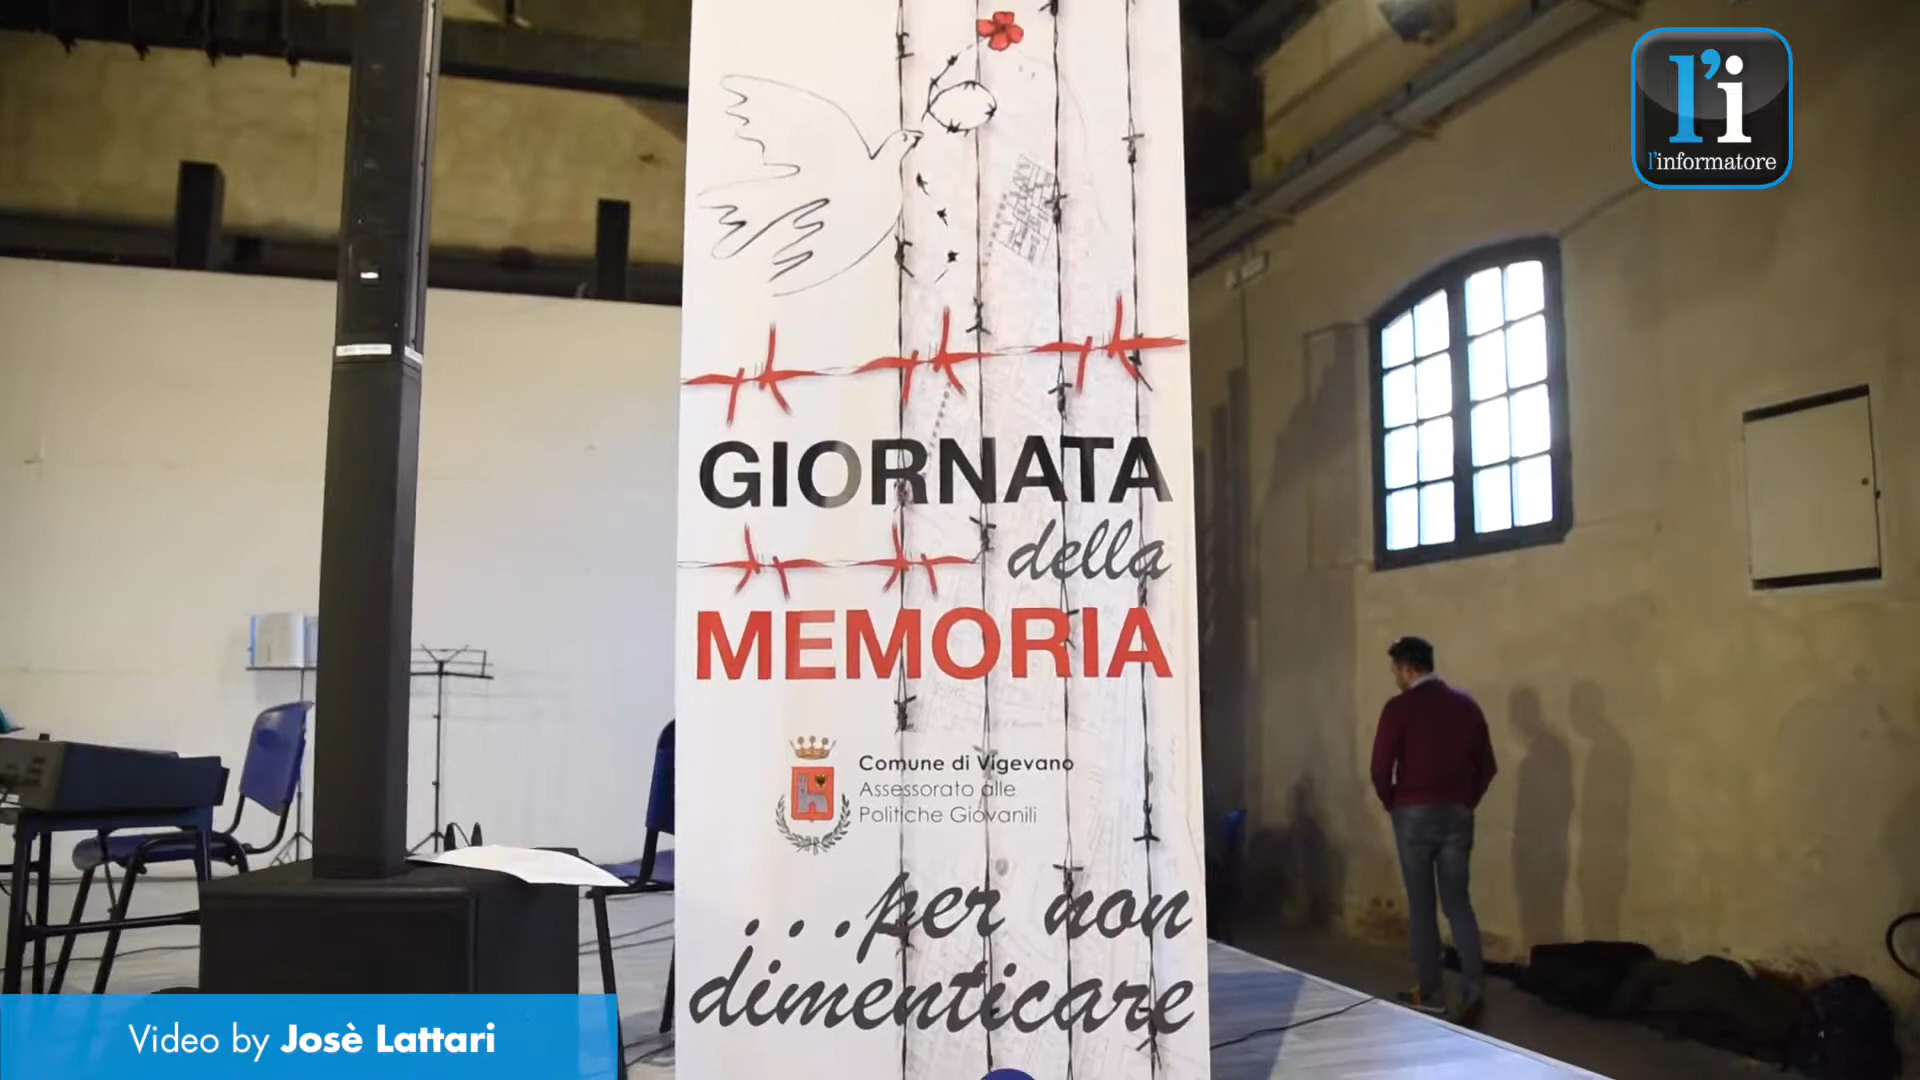 l'i
l'informatore
GIORNATA
della
MEMORIA
Comune di Vigevano
Assessorato alle
Politiche Giovanili
...per non
dimenticare
Video by Josè Lattari